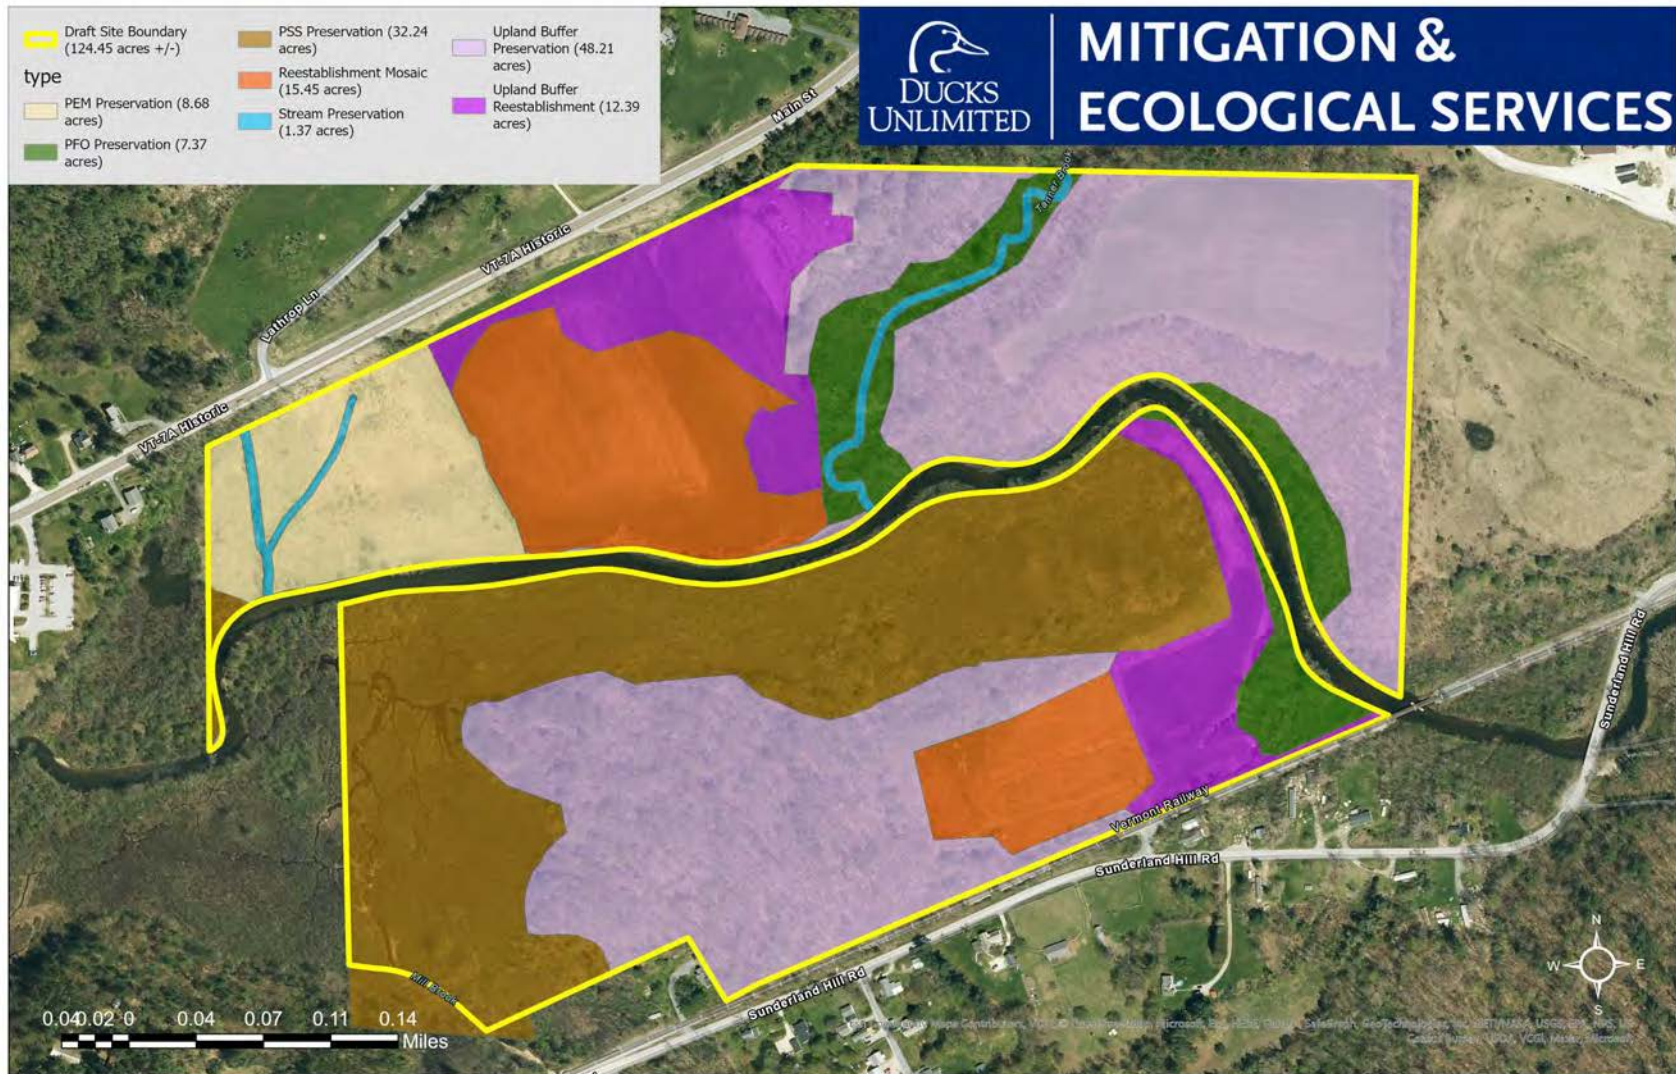 Draft Site Boundary
(124.45 acres +/-)
type
PEM Preservation (8.68
acres)
PFO Preservation (7.37
acres)
PSS Preservation (32.24
acres)
Reestablishment Mosaic
(15.45 acres)
Stream Preservation
(1.37 acres)
Upland Buffer
Preservation (48.21
acres)
Upland Buffer
Reestablishment (12.39
acres)
DUCKS
UNLIMITED
MITIGATION &
ECOLOGICAL SERVICES
Main St
Tanner Brook
VT-7A Historic
Lathrop Ln
VT-7A Historic
Sunderland Hill Rd
Vermont Railway
Sunderland Hill Rd
Mill Brook
Sunderland Hill Rd
N
W
E
S
0.04 0.02 0 0.04 0.07 0.11 0.14
Miles